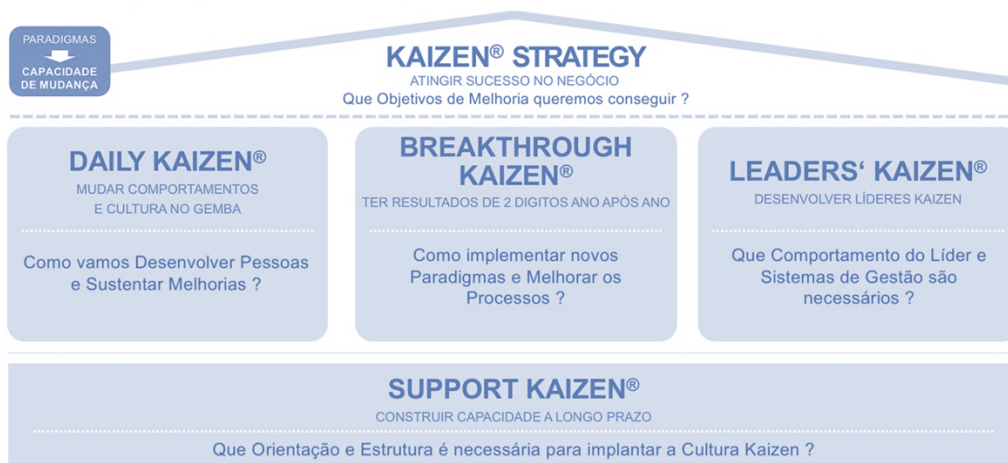 PARADIGMAS
CAPACIDADE
DE MUDANÇA
KAIZEN® STRATEGY
ATINGIR SUCESSO NO NEGÓCIO
Que Objetivos de Melhoria queremos conseguir ?
DAILY KAIZEN®
MUDAR COMPORTAMENTOS
E CULTURA NO GEMBA
Como vamos Desenvolver Pessoas
e Sustentar Melhorias ?
BREAKTHROUGH
KAIZEN®
TER RESULTADOS DE 2 DIGITOS ANO APÓS ANO
Como implementar novos
Paradigmas e Melhorar os
Processos ?
LEADERS‘ KAIZEN®
DESENVOLVER LÍDERES KAIZEN
Que Comportamento do Líder e
Sistemas de Gestão são
necessários ?
SUPPORT KAIZEN®
CONSTRUIR CAPACIDADE A LONGO PRAZO
Que Orientação e Estrutura é necessária para implantar a Cultura Kaizen ?